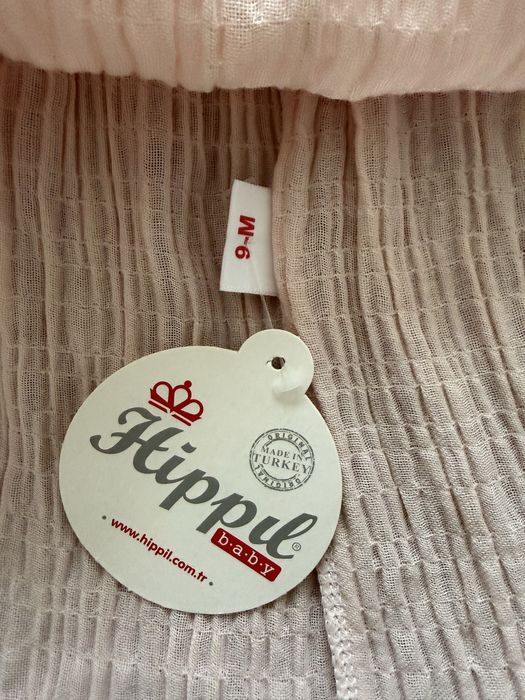 9-M
Hippil®
b·a·b·y
ORIGINAL
MADE IN
TURKEY
ORIGINAL
• www.hippil.com.tr •